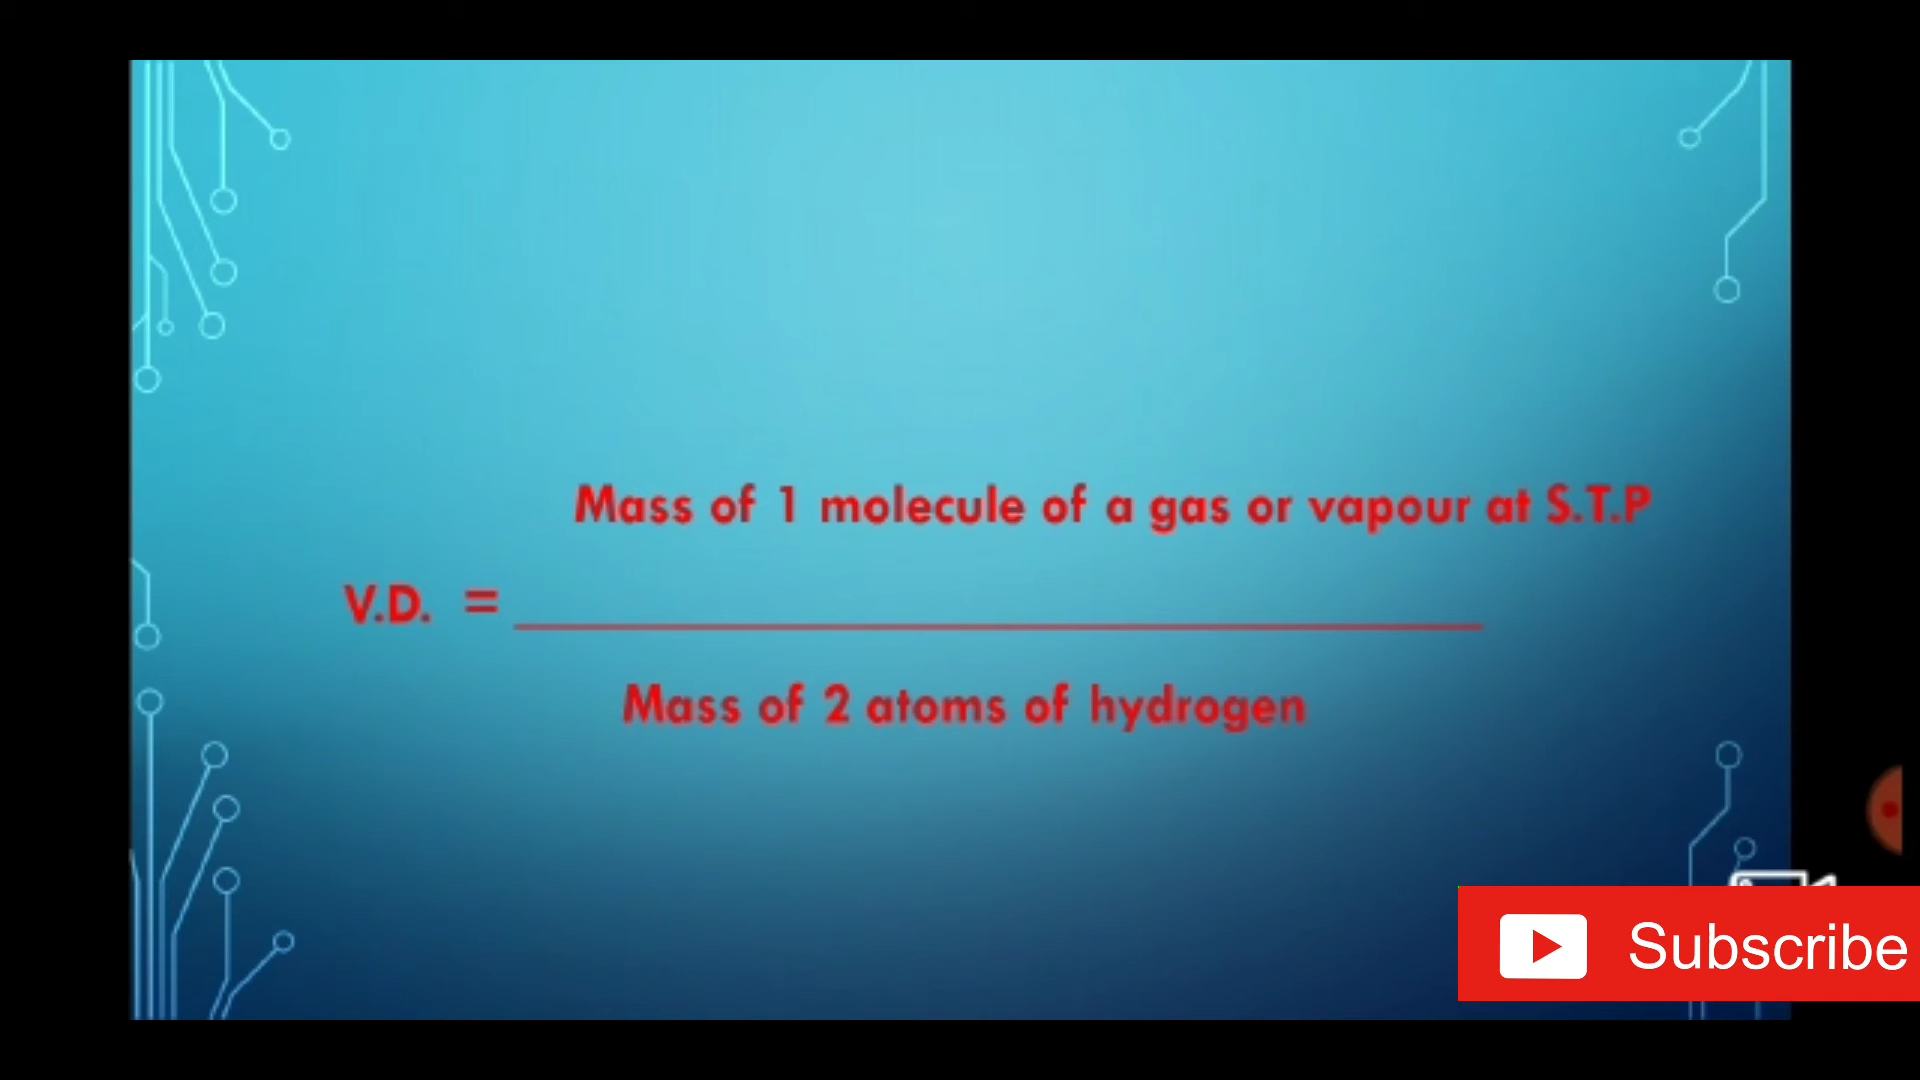 Mass of 1 molecule of a gas or vapour at S.T.P
V.D. =
Mass of 2 atoms of hydrogen
Subscribe